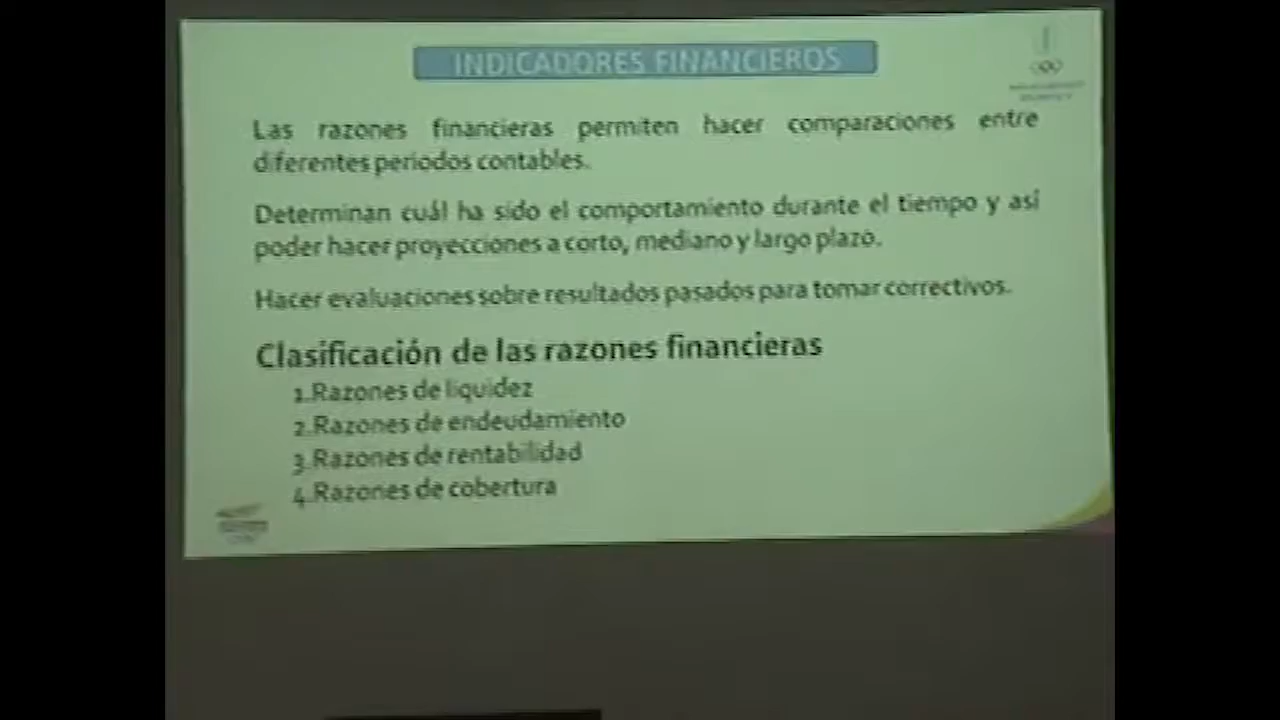 INDICADORES FINANCIEROS
Las razones financieras permiten hacer comparaciones entre
diferentes periodos contables.
Determinan cuál ha sido el comportamiento durante el tiempo y así
poder hacer proyecciones a corto, mediano y largo plazo.
Hacer evaluaciones sobre resultados pasados para tomar correctivos.
Clasificación de las razones financieras
1.Razones de liquidez
2.Razones de endeudamiento
3.Razones de rentabilidad
4.Razones de cobertura